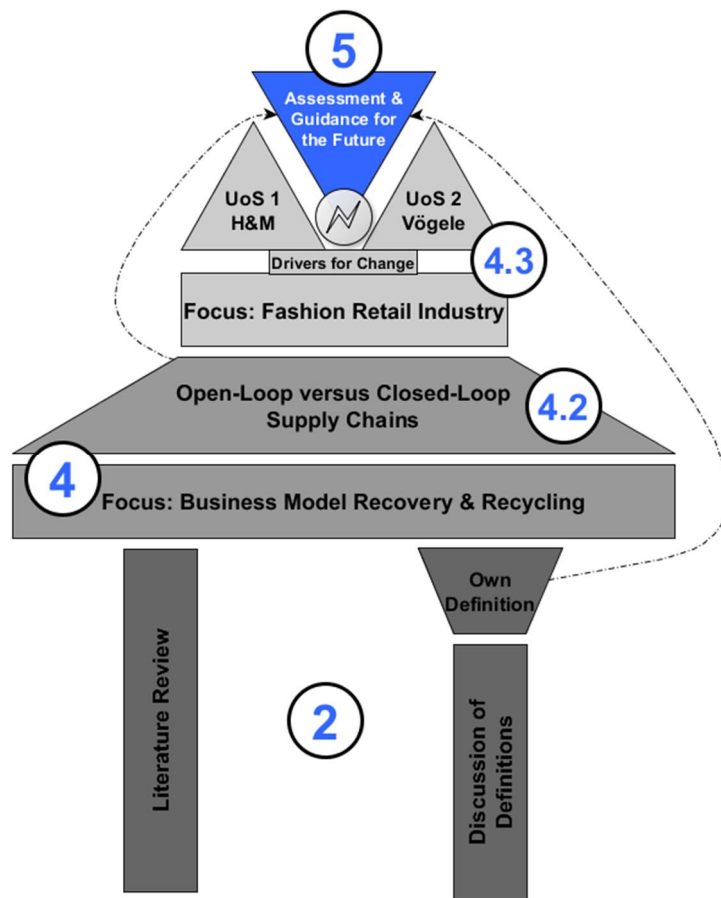 5
Assessment &
Guidance for
the Future
UoS 1
H&M
UoS 2
Vögele
Drivers for Change
4.3
Focus: Fashion Retail Industry
Open-Loop versus Closed-Loop
Supply Chains
4.2
4
Focus: Business Model Recovery & Recycling
Own
Definition
Literature Review
2
Discussion of
Definitions